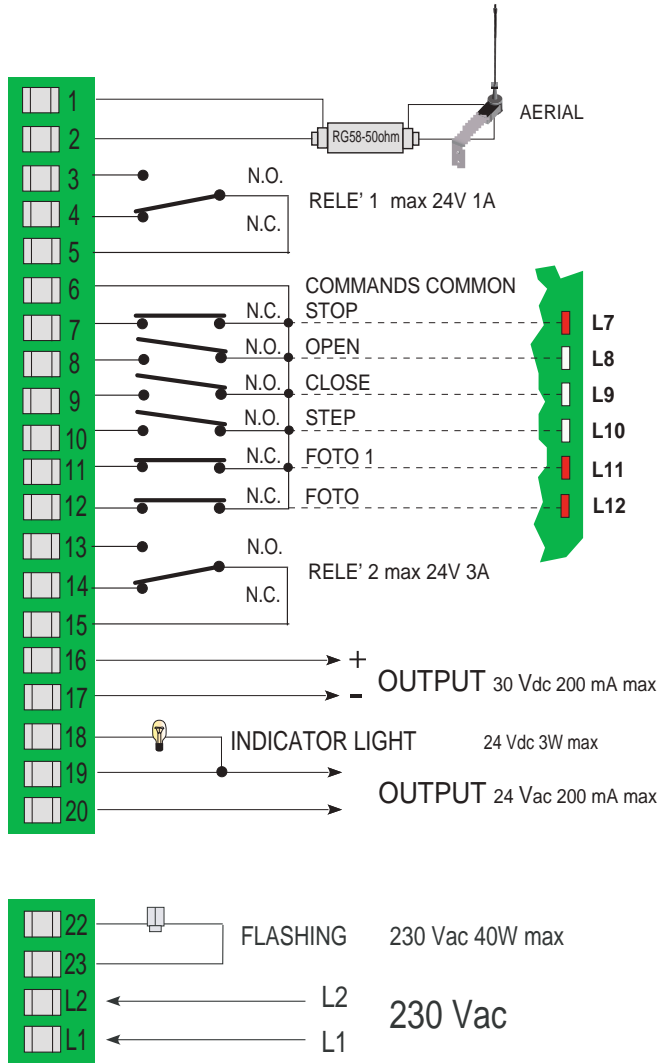 1
AERIAL
2 RG58-50ohm
3 N.O.
RELE' 1 max 24V 1A
4 N.C.
5
6 COMMANDS COMMON
7 N.C. STOP L7
8 N.O. OPEN L8
9 N.O. CLOSE L9
10 N.O. STEP L10
11 N.C. FOTO 1 L11
12 N.C. FOTO L12
13 N.O.
RELE' 2 max 24V 3A
14 N.C.
15
16 +
OUTPUT 30 Vdc 200 mA max
17 -
18 INDICATOR LIGHT 24 Vdc 3W max
19
OUTPUT 24 Vac 200 mA max
20
22 FLASHING 230 Vac 40W max
23
L2 L2
230 Vac
L1 L1